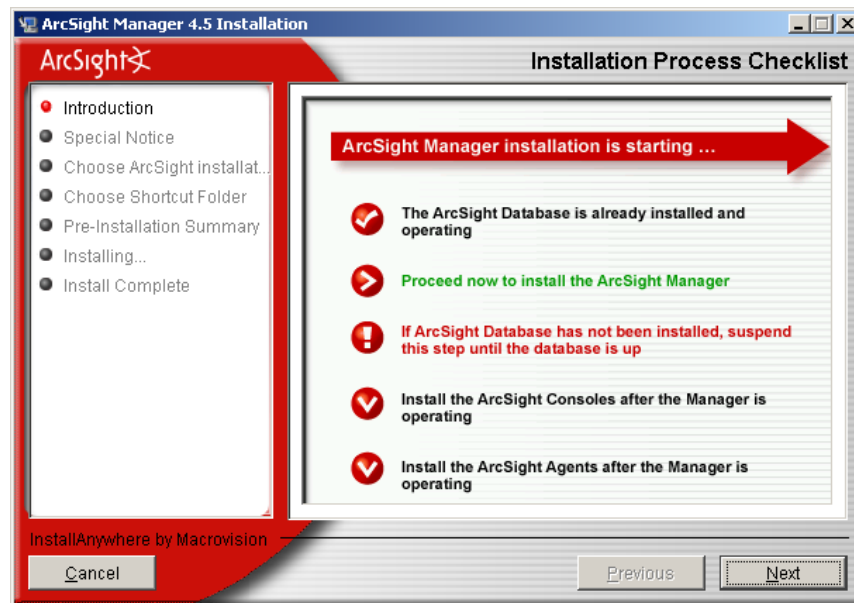 ArcSight Manager 4.5 Installation
ArcSight
Installation Process Checklist
Introduction
Special Notice
Choose ArcSight installat...
Choose Shortcut Folder
Pre-Installation Summary
Installing...
Install Complete
ArcSight Manager installation is starting ...
The ArcSight Database is already installed and
operating
Proceed now to install the ArcSight Manager
If ArcSight Database has not been installed, suspend
this step until the database is up
Install the ArcSight Consoles after the Manager is
operating
Install the ArcSight Agents after the Manager is
operating
InstallAnywhere by Macrovision
Cancel
Previous
Next